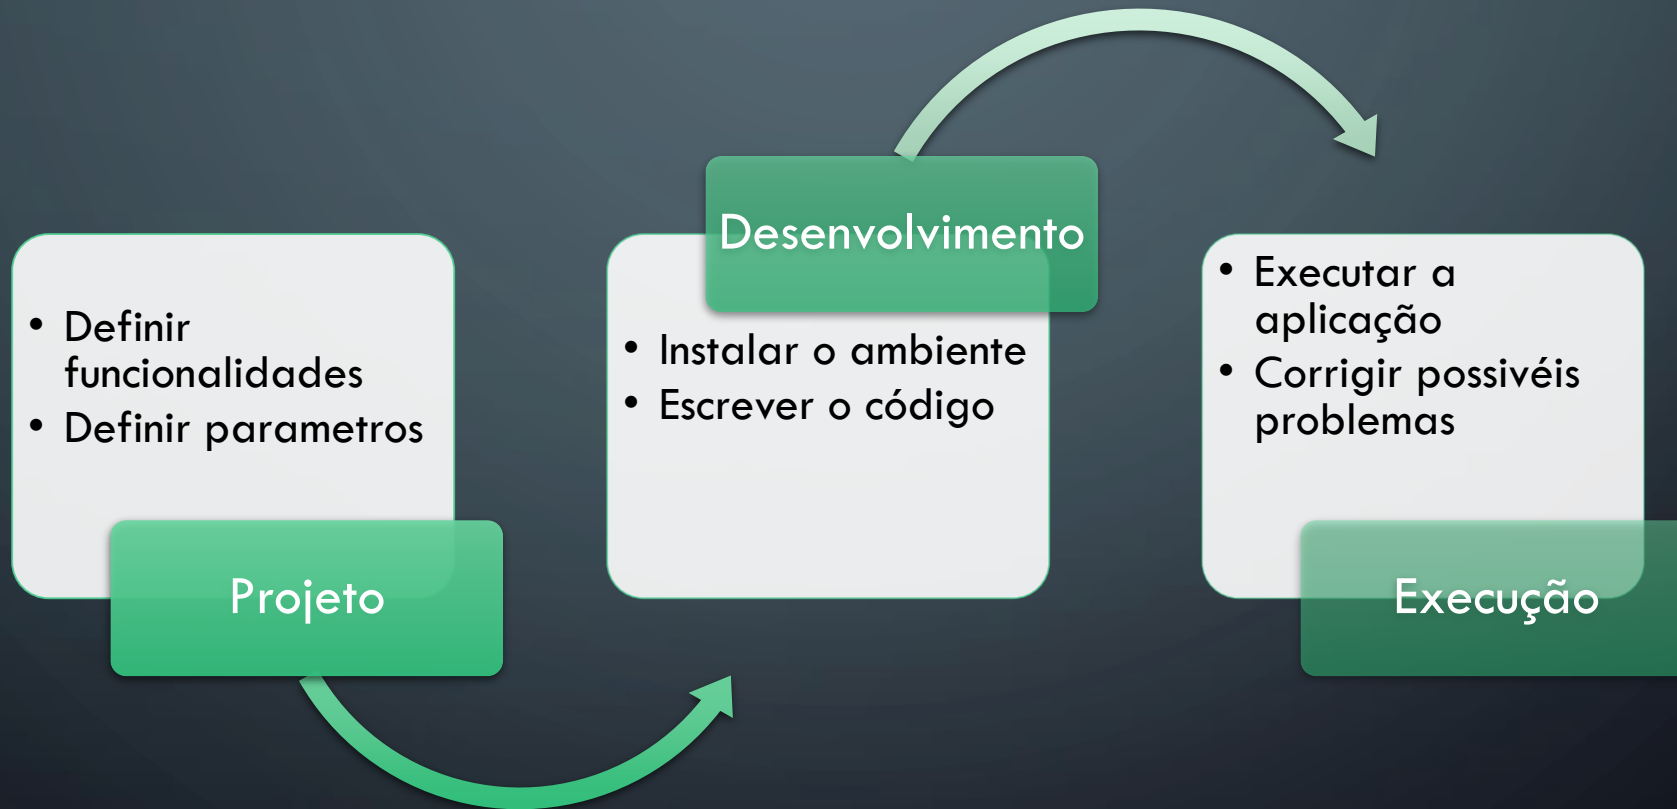 • Definir
funcionalidades
• Definir parametros
Projeto
Desenvolvimento
• Instalar o ambiente
• Escrever o código
• Executar a
aplicação
• Corrigir possivéis
problemas
Execução